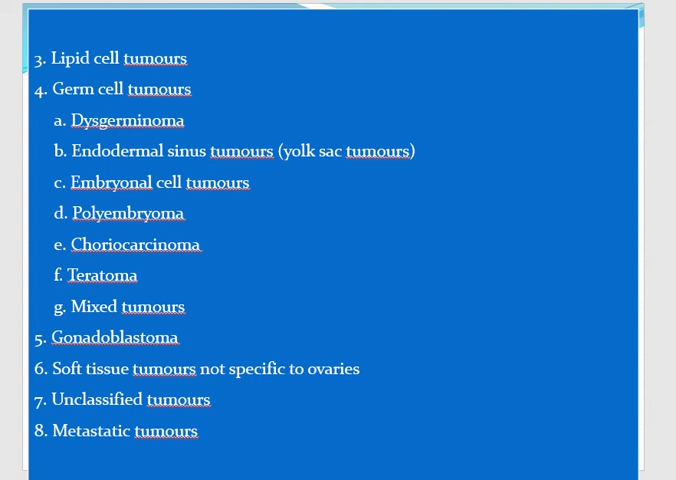 3. Lipid cell tumours
4. Germ cell tumours
a. Dysgerminoma
b. Endodermal sinus tumours (yolk sac tumours)
c. Embryonal cell tumours
d. Polyembryoma
e. Choriocarcinoma
f. Teratoma
g. Mixed tumours
5. Gonadoblastoma
6. Soft tissue tumours not specific to ovaries
7. Unclassified tumours
8. Metastatic tumours